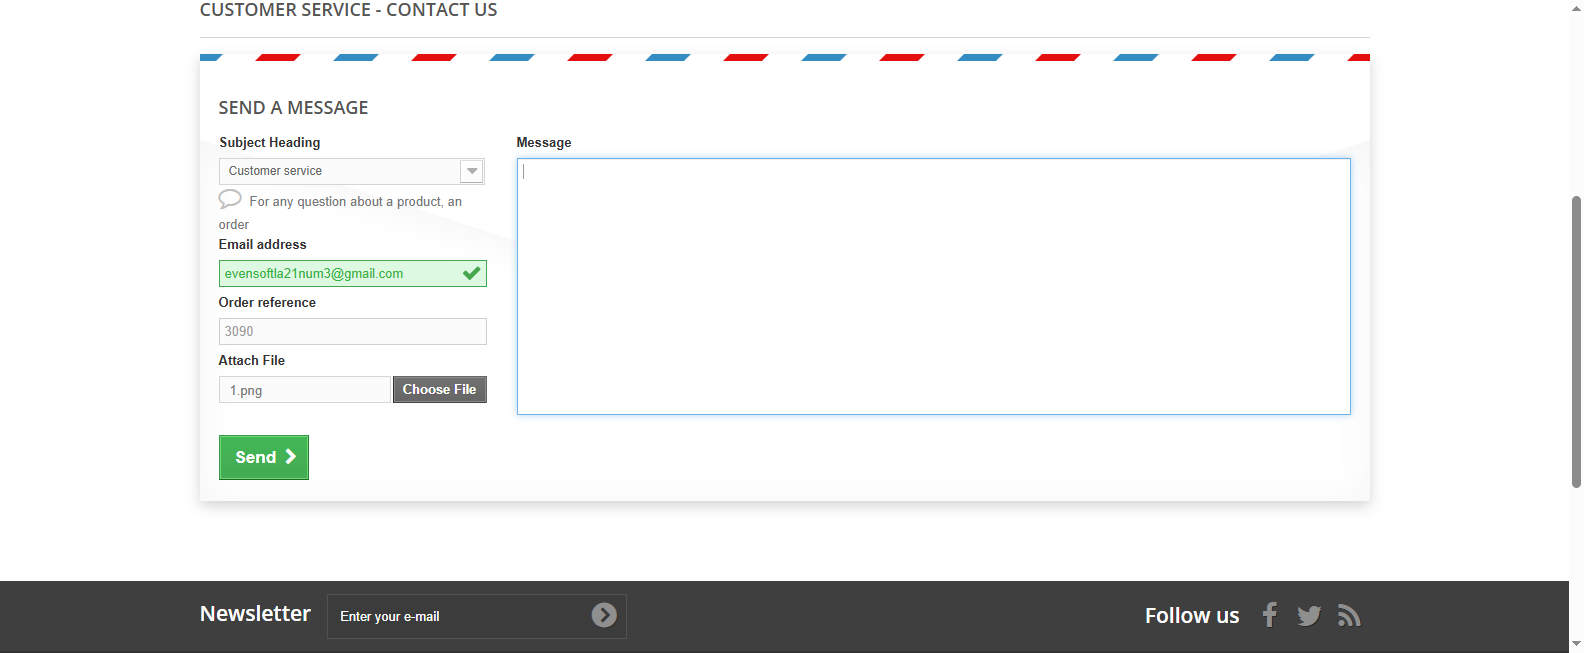 CUSTOMER SERVICE - CONTACT US
SEND A MESSAGE
Subject Heading
Customer service
For any question about a product, an
order
Email address
evensoftla21num3@gmail.com
Order reference
3090
Attach File
1.png
Choose File
Send
Message
Newsletter
Enter your e-mail
Follow us